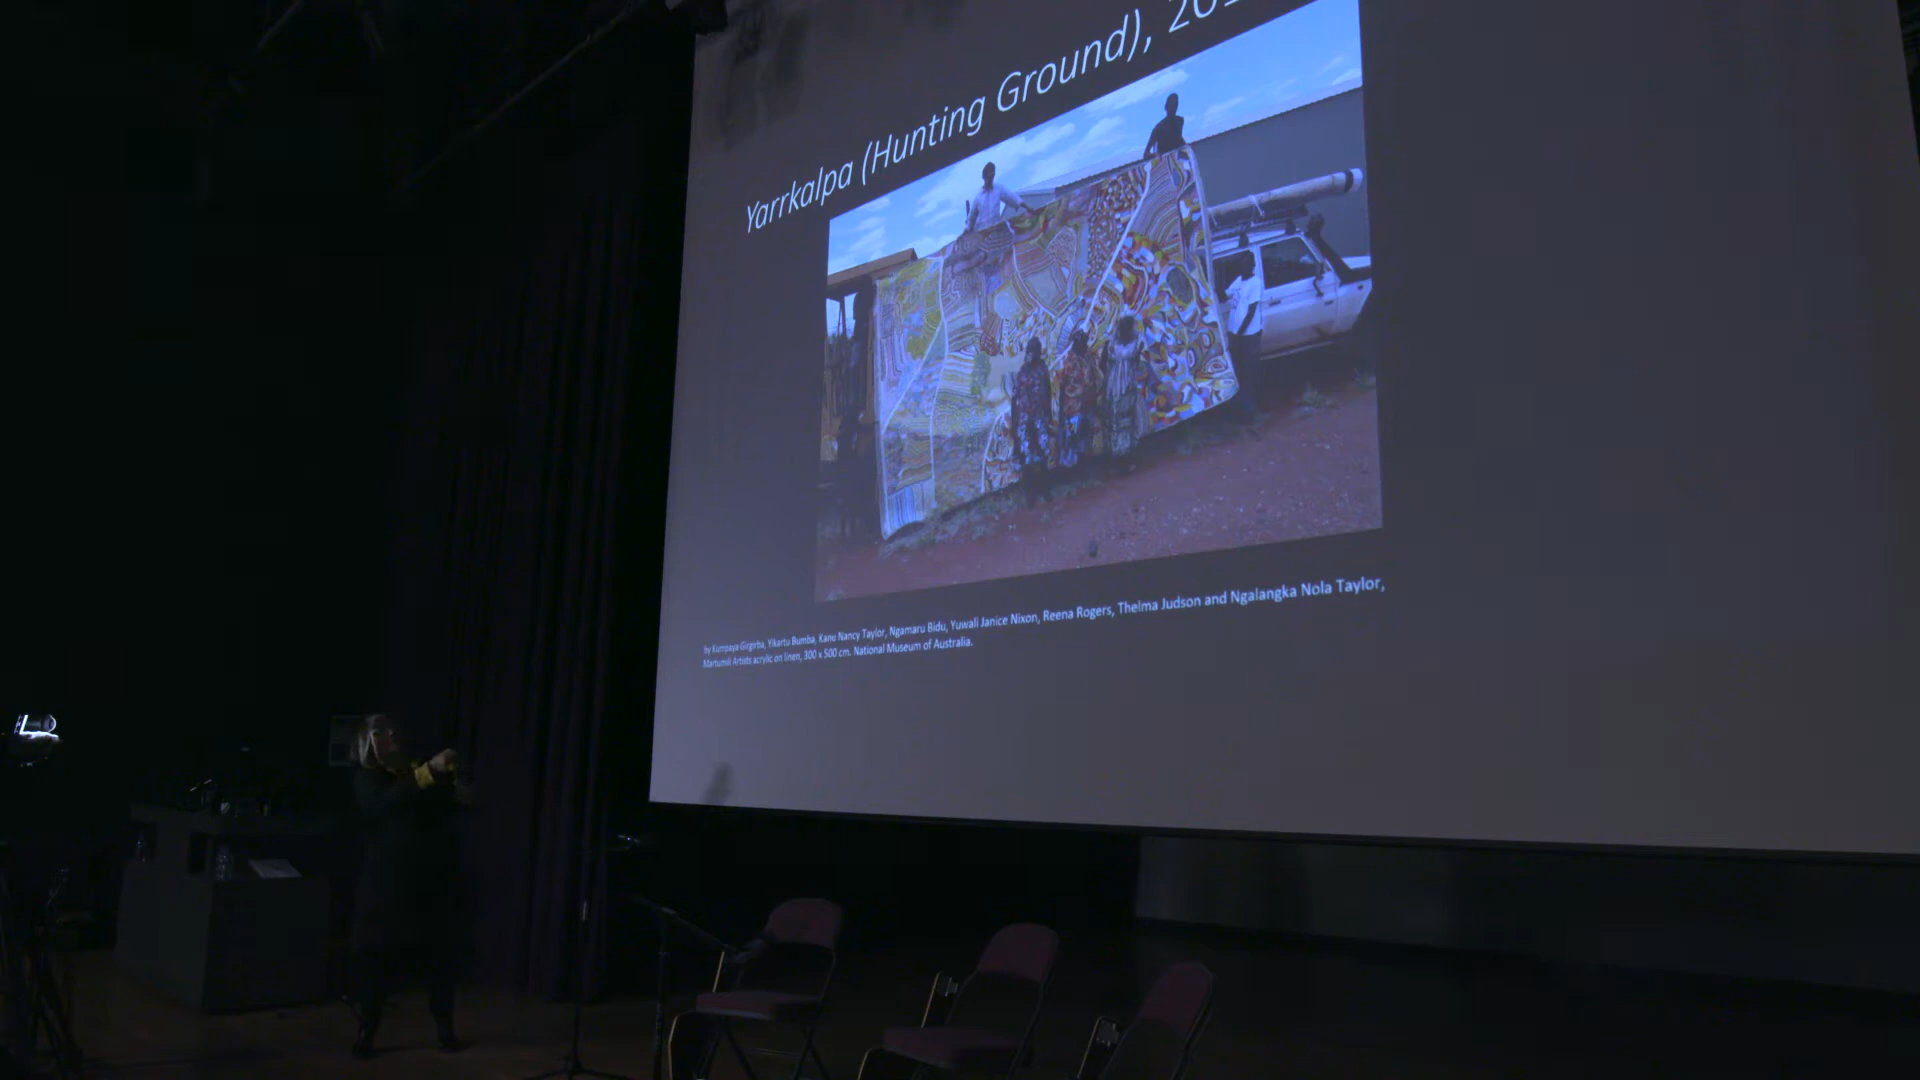 Yarrkalpa (Hunting Ground), 201
by Kumpaya Girgirba, Yikartu Bumba, Kanu Nancy Taylor, Ngamaru Bidu, Yuwali Janice Nixon, Reena Rogers, Thelma Judson and Ngalangka Nola Taylor,
Martumili Artists acrylic on linen, 300 x 500 cm. National Museum of Australia.